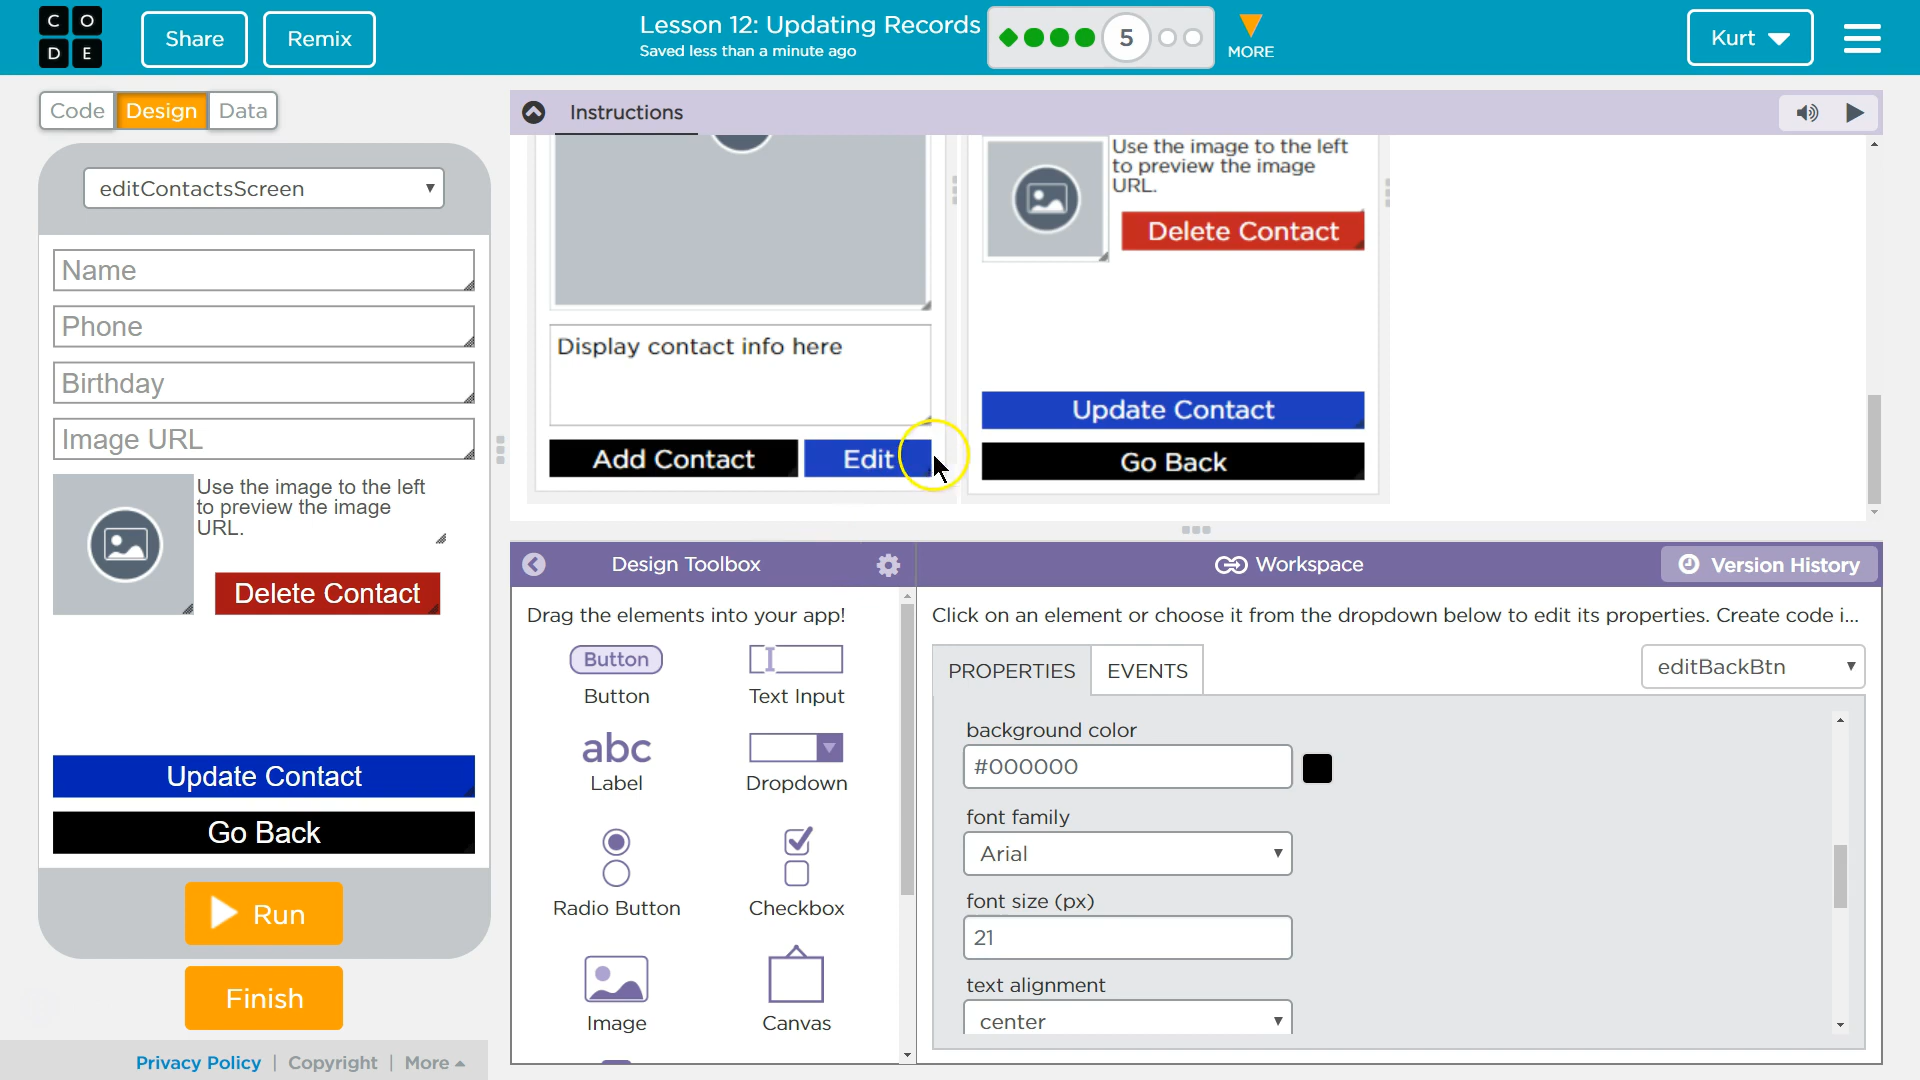 CODE
Share
Remix
Lesson 12: Updating Records
Saved less than a minute ago
5
MORE
Kurt
Code
Design
Data
Instructions
editContactsScreen
Name
Phone
Birthday
Image URL
Use the image to the left
to preview the image
URL.
Delete Contact
Update Contact
Go Back
Run
Finish
Privacy Policy | Copyright | More
Display contact info here
Add Contact
Edit
Use the image to the left
to preview the image
URL.
Delete Contact
Update Contact
Go Back
Design Toolbox
Workspace
Version History
Drag the elements into your app!
Button
Button
Text Input
abc
Label
Dropdown
Radio Button
Checkbox
Image
Canvas
Click on an element or choose it from the dropdown below to edit its properties. Create code i...
PROPERTIES
EVENTS
editBackBtn
background color
#000000
font family
Arial
font size (px)
21
text alignment
center